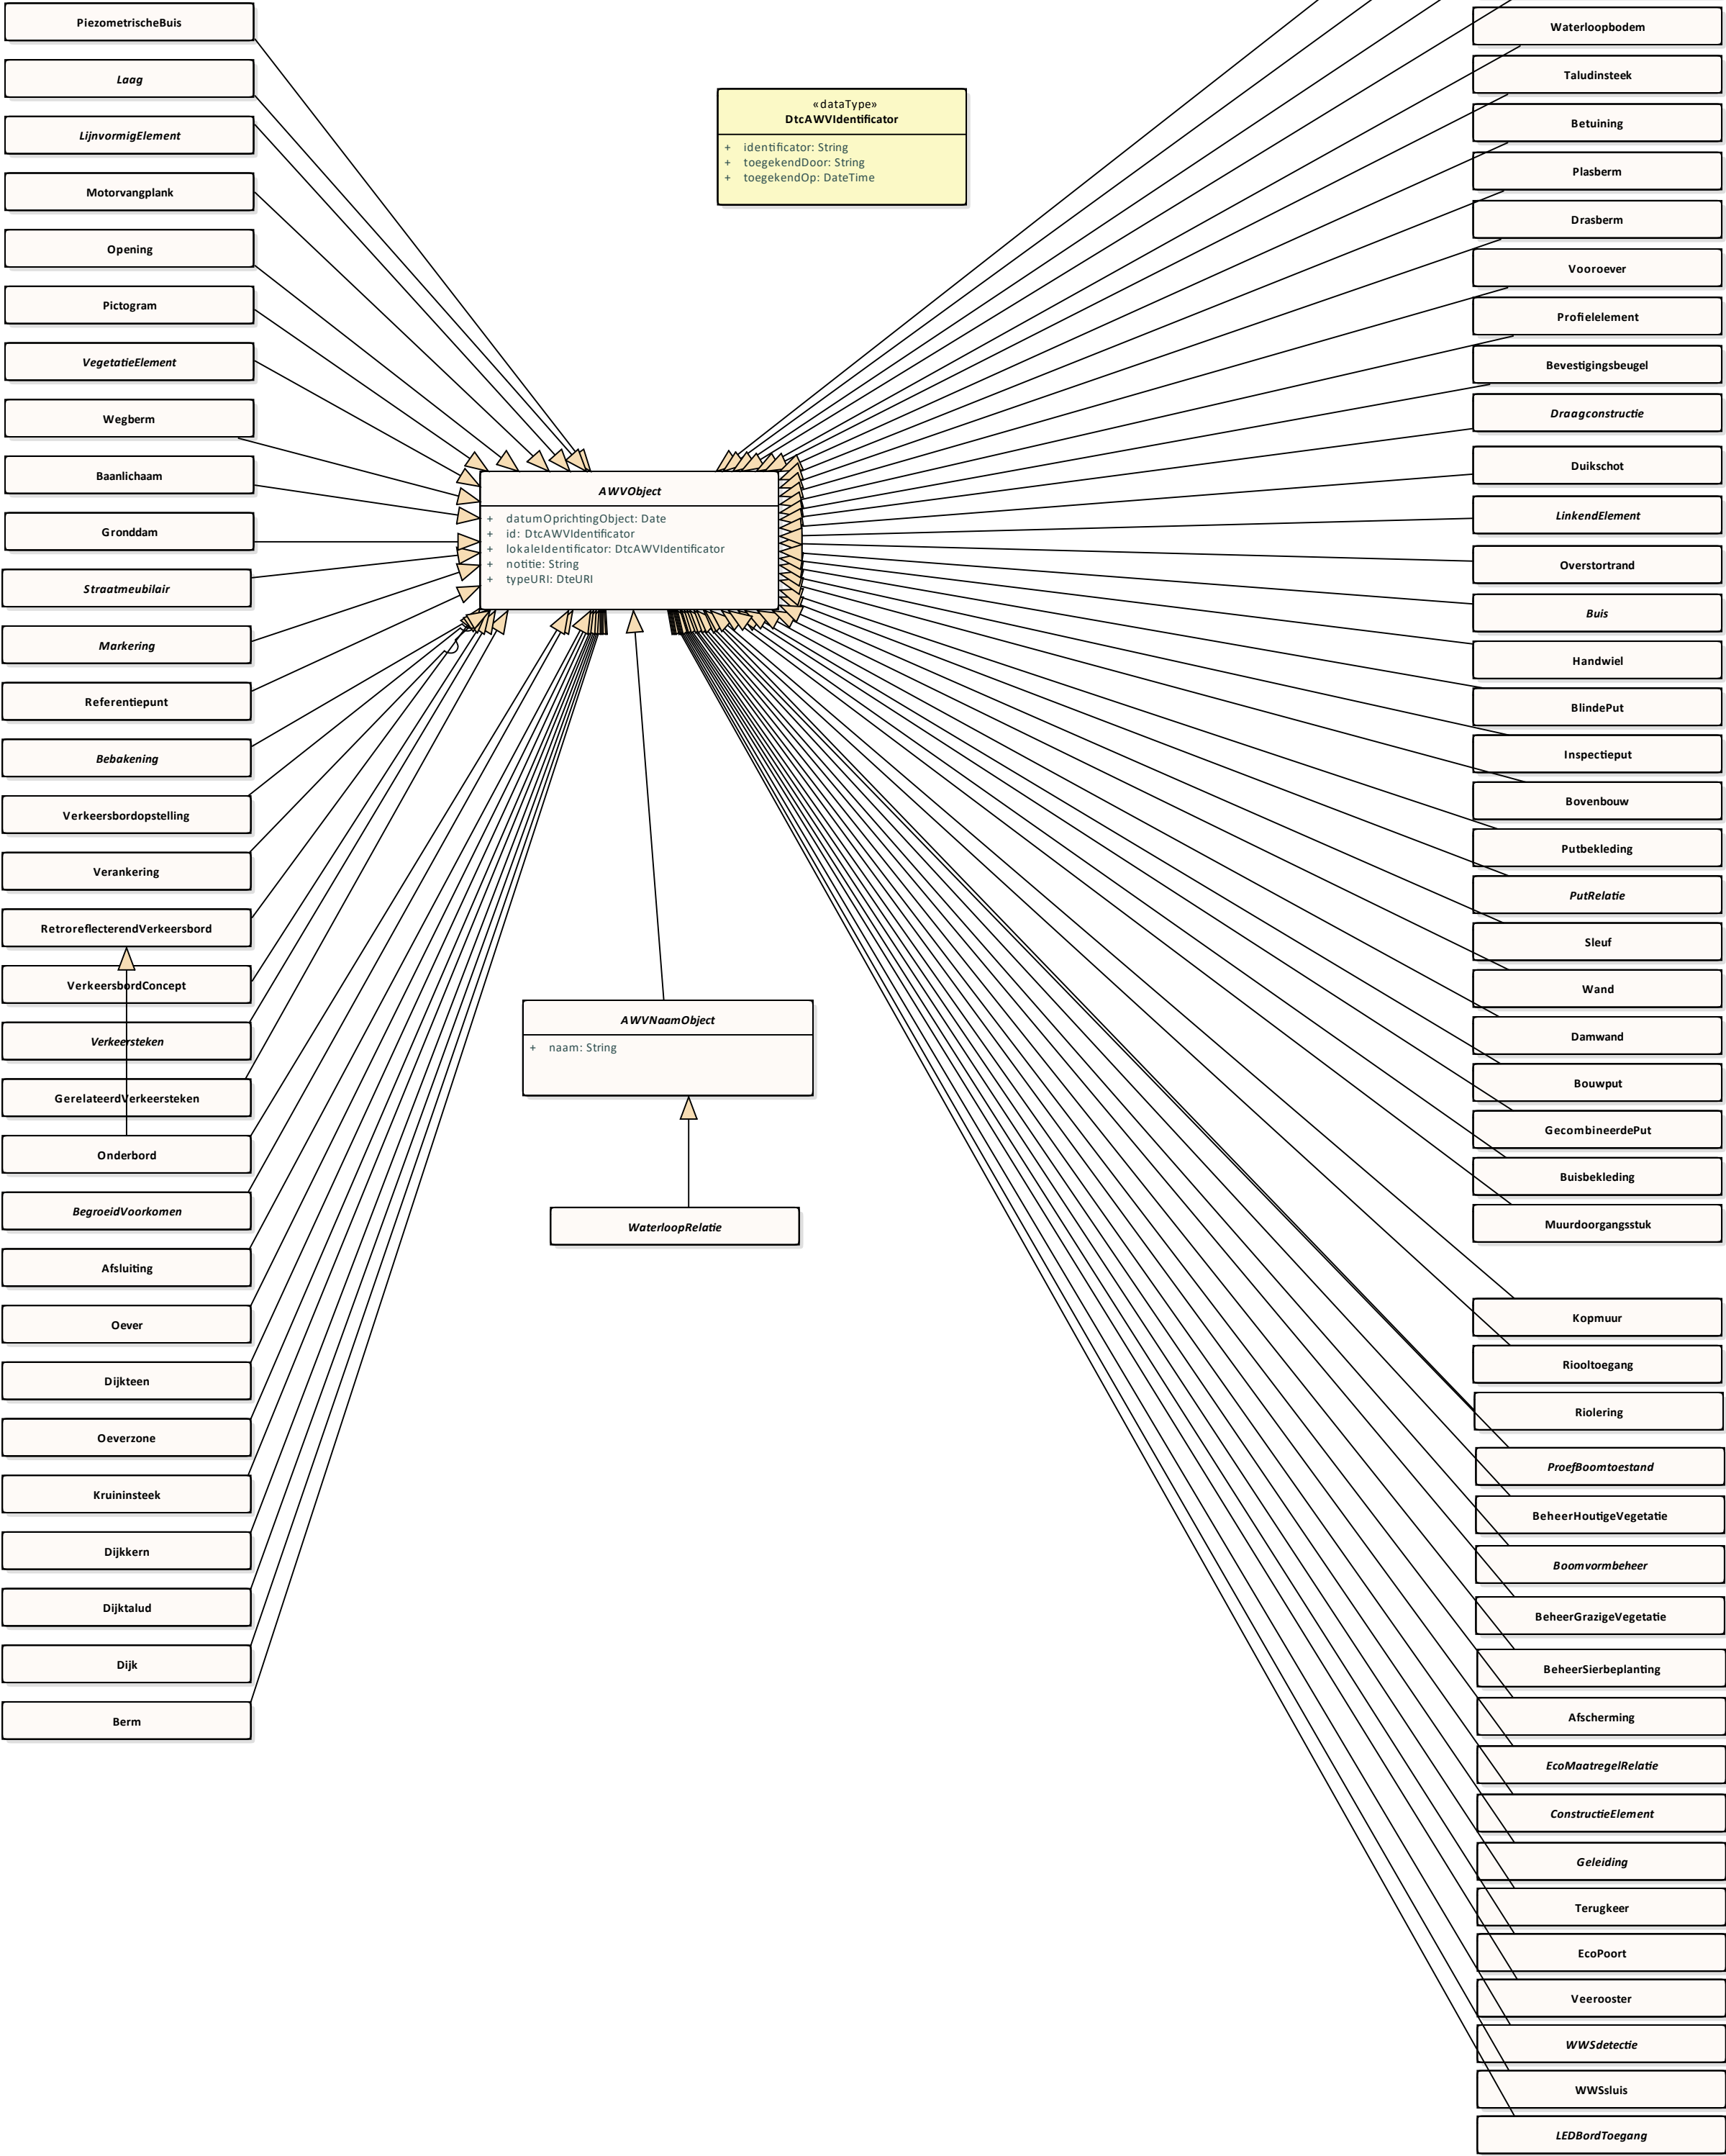 PiezometrischeBuis
Laag
LijnvormigElement
Motorvangplank
Opening
Pictogram
VegetatieElement
Wegberm
Baanlichaam
Gronddam
Straatmeubilair
Markering
Referentiepunt
Bebakening
Verkeersbordopstelling
Verankering
RetroreflecterendVerkeersbord
VerkeersbordConcept
Verkeersteken
GerelateerdVerkeersteken
Onderbord
BegroeidVoorkomen
Afsluiting
Oever
Dijkteen
Oeverzone
Kruininsteek
Dijkkern
Dijktalud
Dijk
Berm
«dataType»
DtcAWVIdentificator
+ identificator: String
+ toegekendDoor: String
+ toegekendOp: DateTime
AWVObject
+ datumOprichtingObject: Date
+ id: DtcAWVIdentificator
+ lokaleIdentificator: DtcAWVIdentificator
+ notitie: String
+ typeURI: DteURI
AWVNaamObject
+ naam: String
WaterloopRelatie
Waterloopbodem
Taludinsteek
Betuining
Plasberm
Drasberm
Vooroever
Profielelement
Bevestigingsbeugel
Draagconstructie
Duikschot
LinkendElement
Overstortrand
Buis
Handwiel
BlindePut
Inspectieput
Bovenbouw
Putbekleding
PutRelatie
Sleuf
Wand
Damwand
Bouwput
GecombineerdePut
Buisbekleding
Muurdoorgangsstuk
Kopmuur
Riooltoegang
Riolering
ProefBoomtoestand
BeheerHoutigeVegetatie
Boomvormbeheer
BeheerGrazigeVegetatie
BeheerSierbeplanting
Afscherming
EcoMaatregelRelatie
ConstructieElement
Geleiding
Terugkeer
EcoPoort
Veerooster
WWSdetectie
WWSsluis
LEDBordToegang